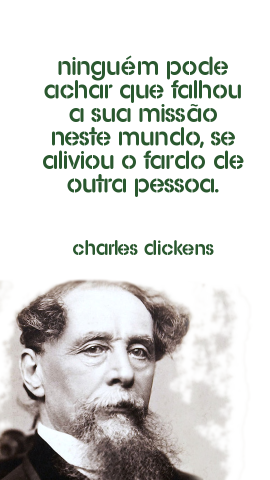 ninguém pode
achar que falhou
a sua missão
neste mundo, se
aliviou o fardo de
outra pessoa.
charles dickens